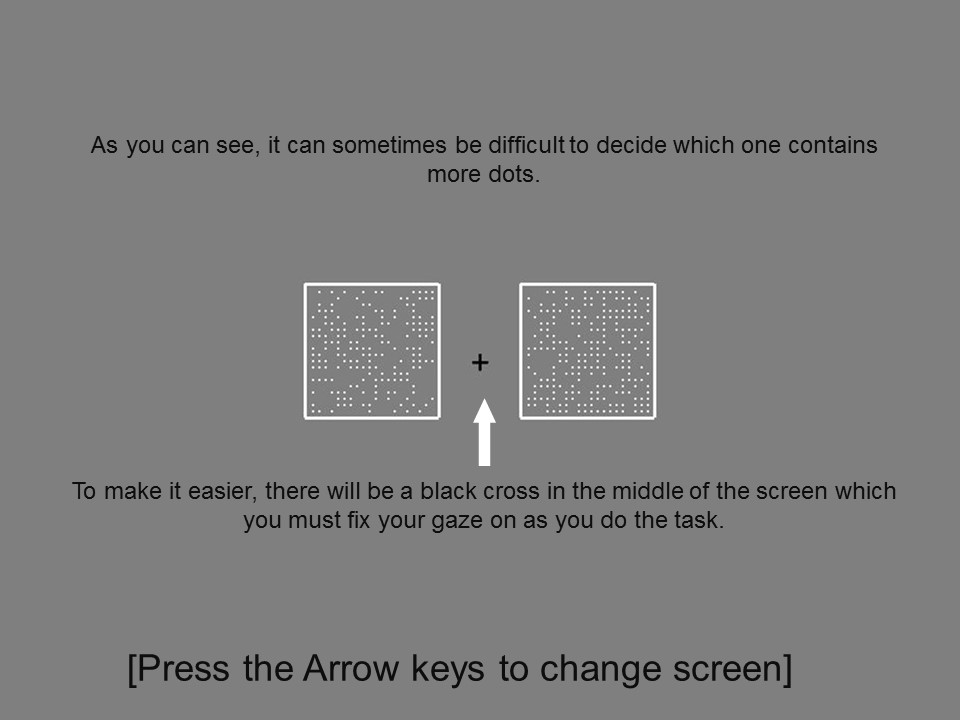 As you can see, it can sometimes be difficult to decide which one contains
more dots.
+
To make it easier, there will be a black cross in the middle of the screen which
you must fix your gaze on as you do the task.
[Press the Arrow keys to change screen]